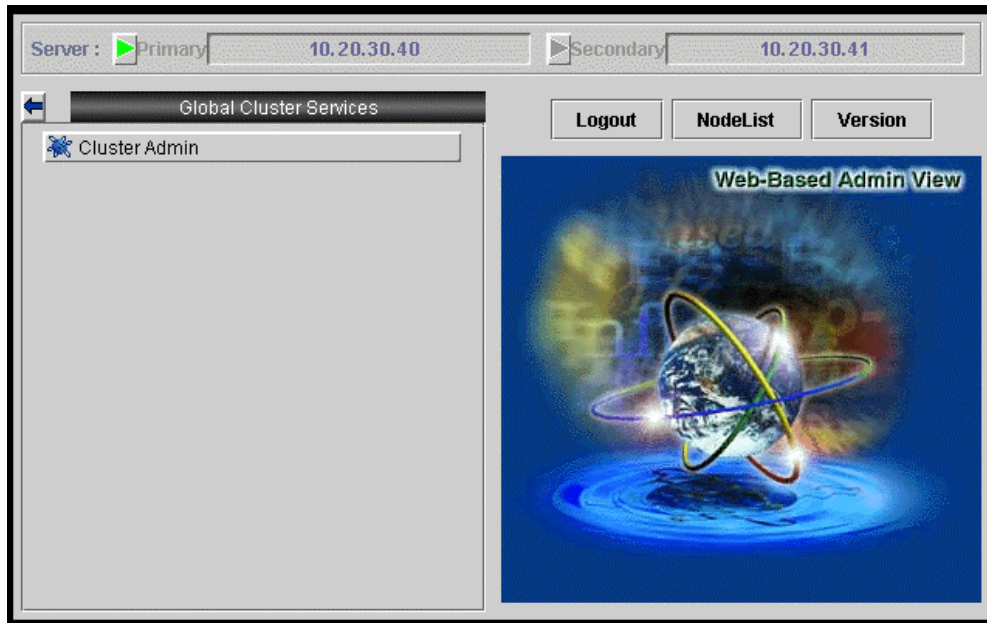 Server : Primary 10.20.30.40 Secondary 10.20.30.41
Global Cluster Services
Logout NodeList Version
Cluster Admin
Web-Based Admin View